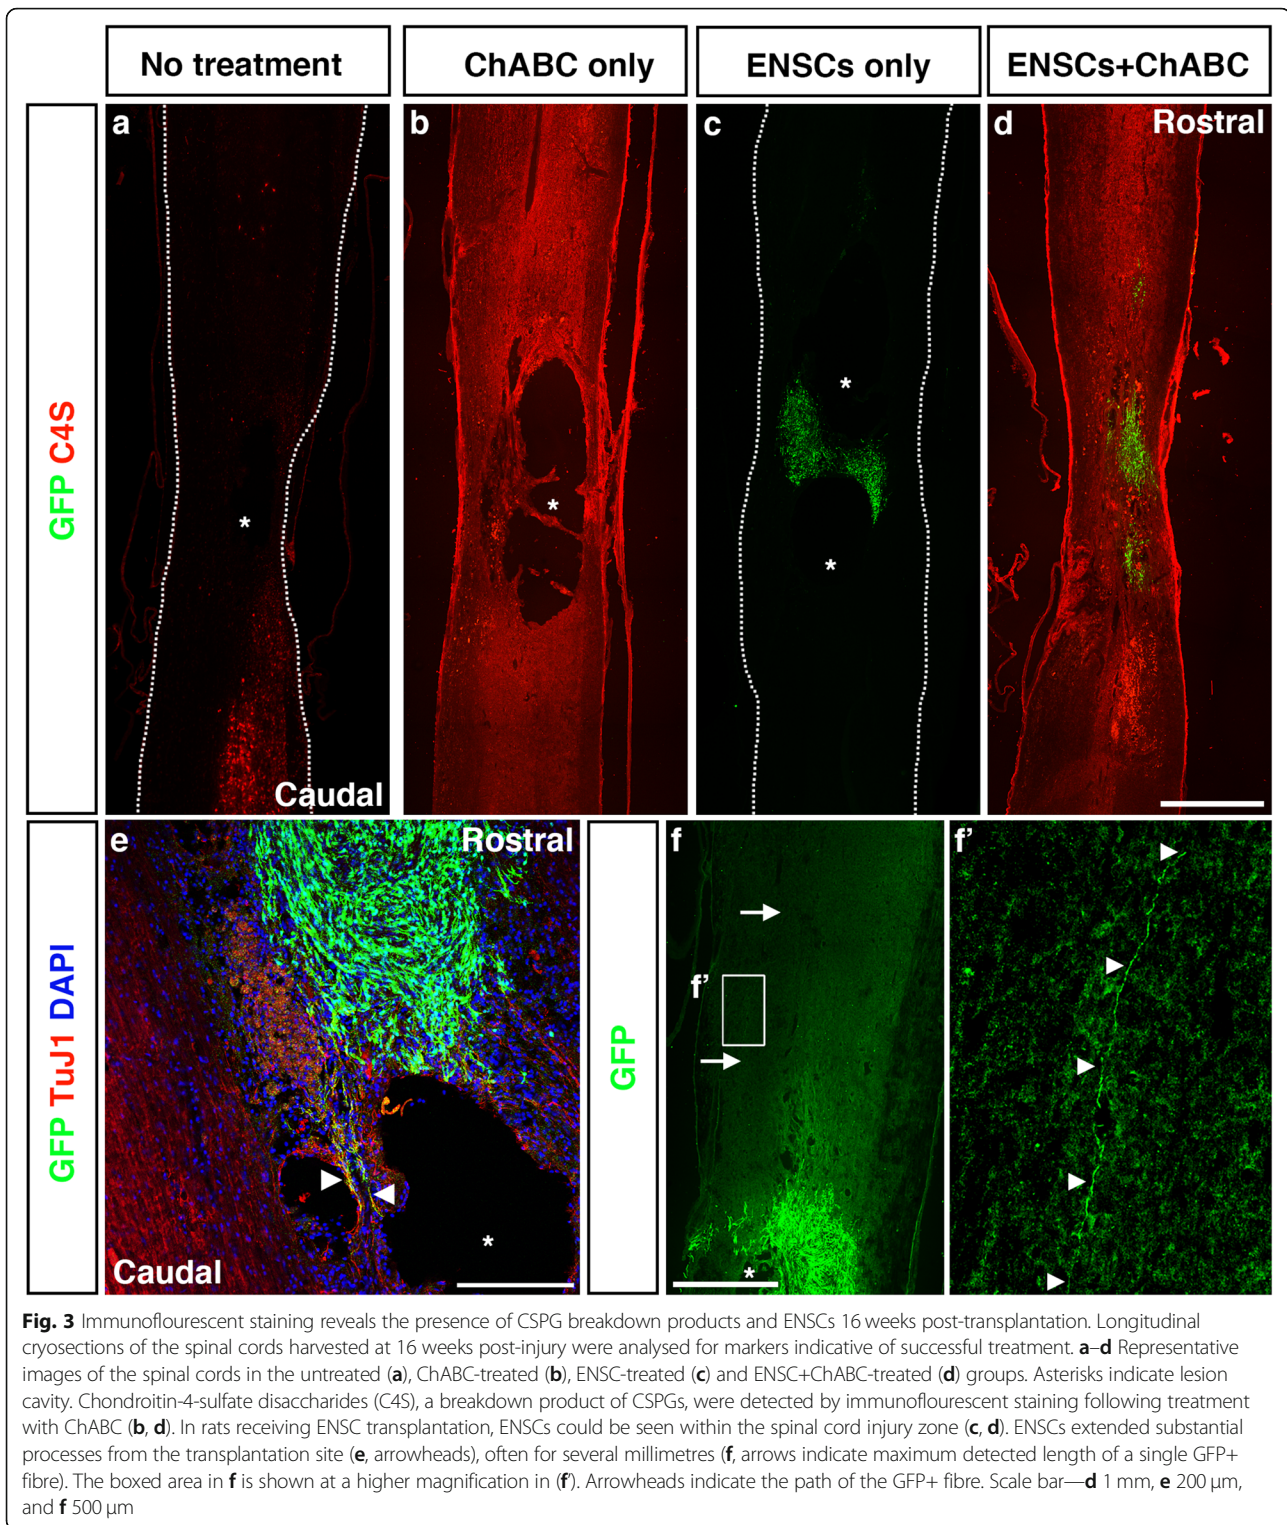 No treatment
ChABC only
ENSCs only
ENSCs+ChABC
GFP C4S
a
Caudal
b
*
*
c
*
*
d
Rostral
GFP TuJ1 DAPI
e
Rostral
Caudal
*
GFP
f
f'
*
f'
Fig. 3 Immunoflourescent staining reveals the presence of CSPG breakdown products and ENSCs 16 weeks post-transplantation. Longitudinal
cryosections of the spinal cords harvested at 16 weeks post-injury were analysed for markers indicative of successful treatment. a–d Representative
images of the spinal cords in the untreated (a), ChABC-treated (b), ENSC-treated (c) and ENSC+ChABC-treated (d) groups. Asterisks indicate lesion
cavity. Chondroitin-4-sulfate disaccharides (C4S), a breakdown product of CSPGs, were detected by immunoflourescent staining following treatment
with ChABC (b, d). In rats receiving ENSC transplantation, ENSCs could be seen within the spinal cord injury zone (c, d). ENSCs extended substantial
processes from the transplantation site (e, arrowheads), often for several millimetres (f, arrows indicate maximum detected length of a single GFP+
fibre). The boxed area in f is shown at a higher magnification in (f'). Arrowheads indicate the path of the GFP+ fibre. Scale bar—d 1 mm, e 200 μm,
and f 500 μm